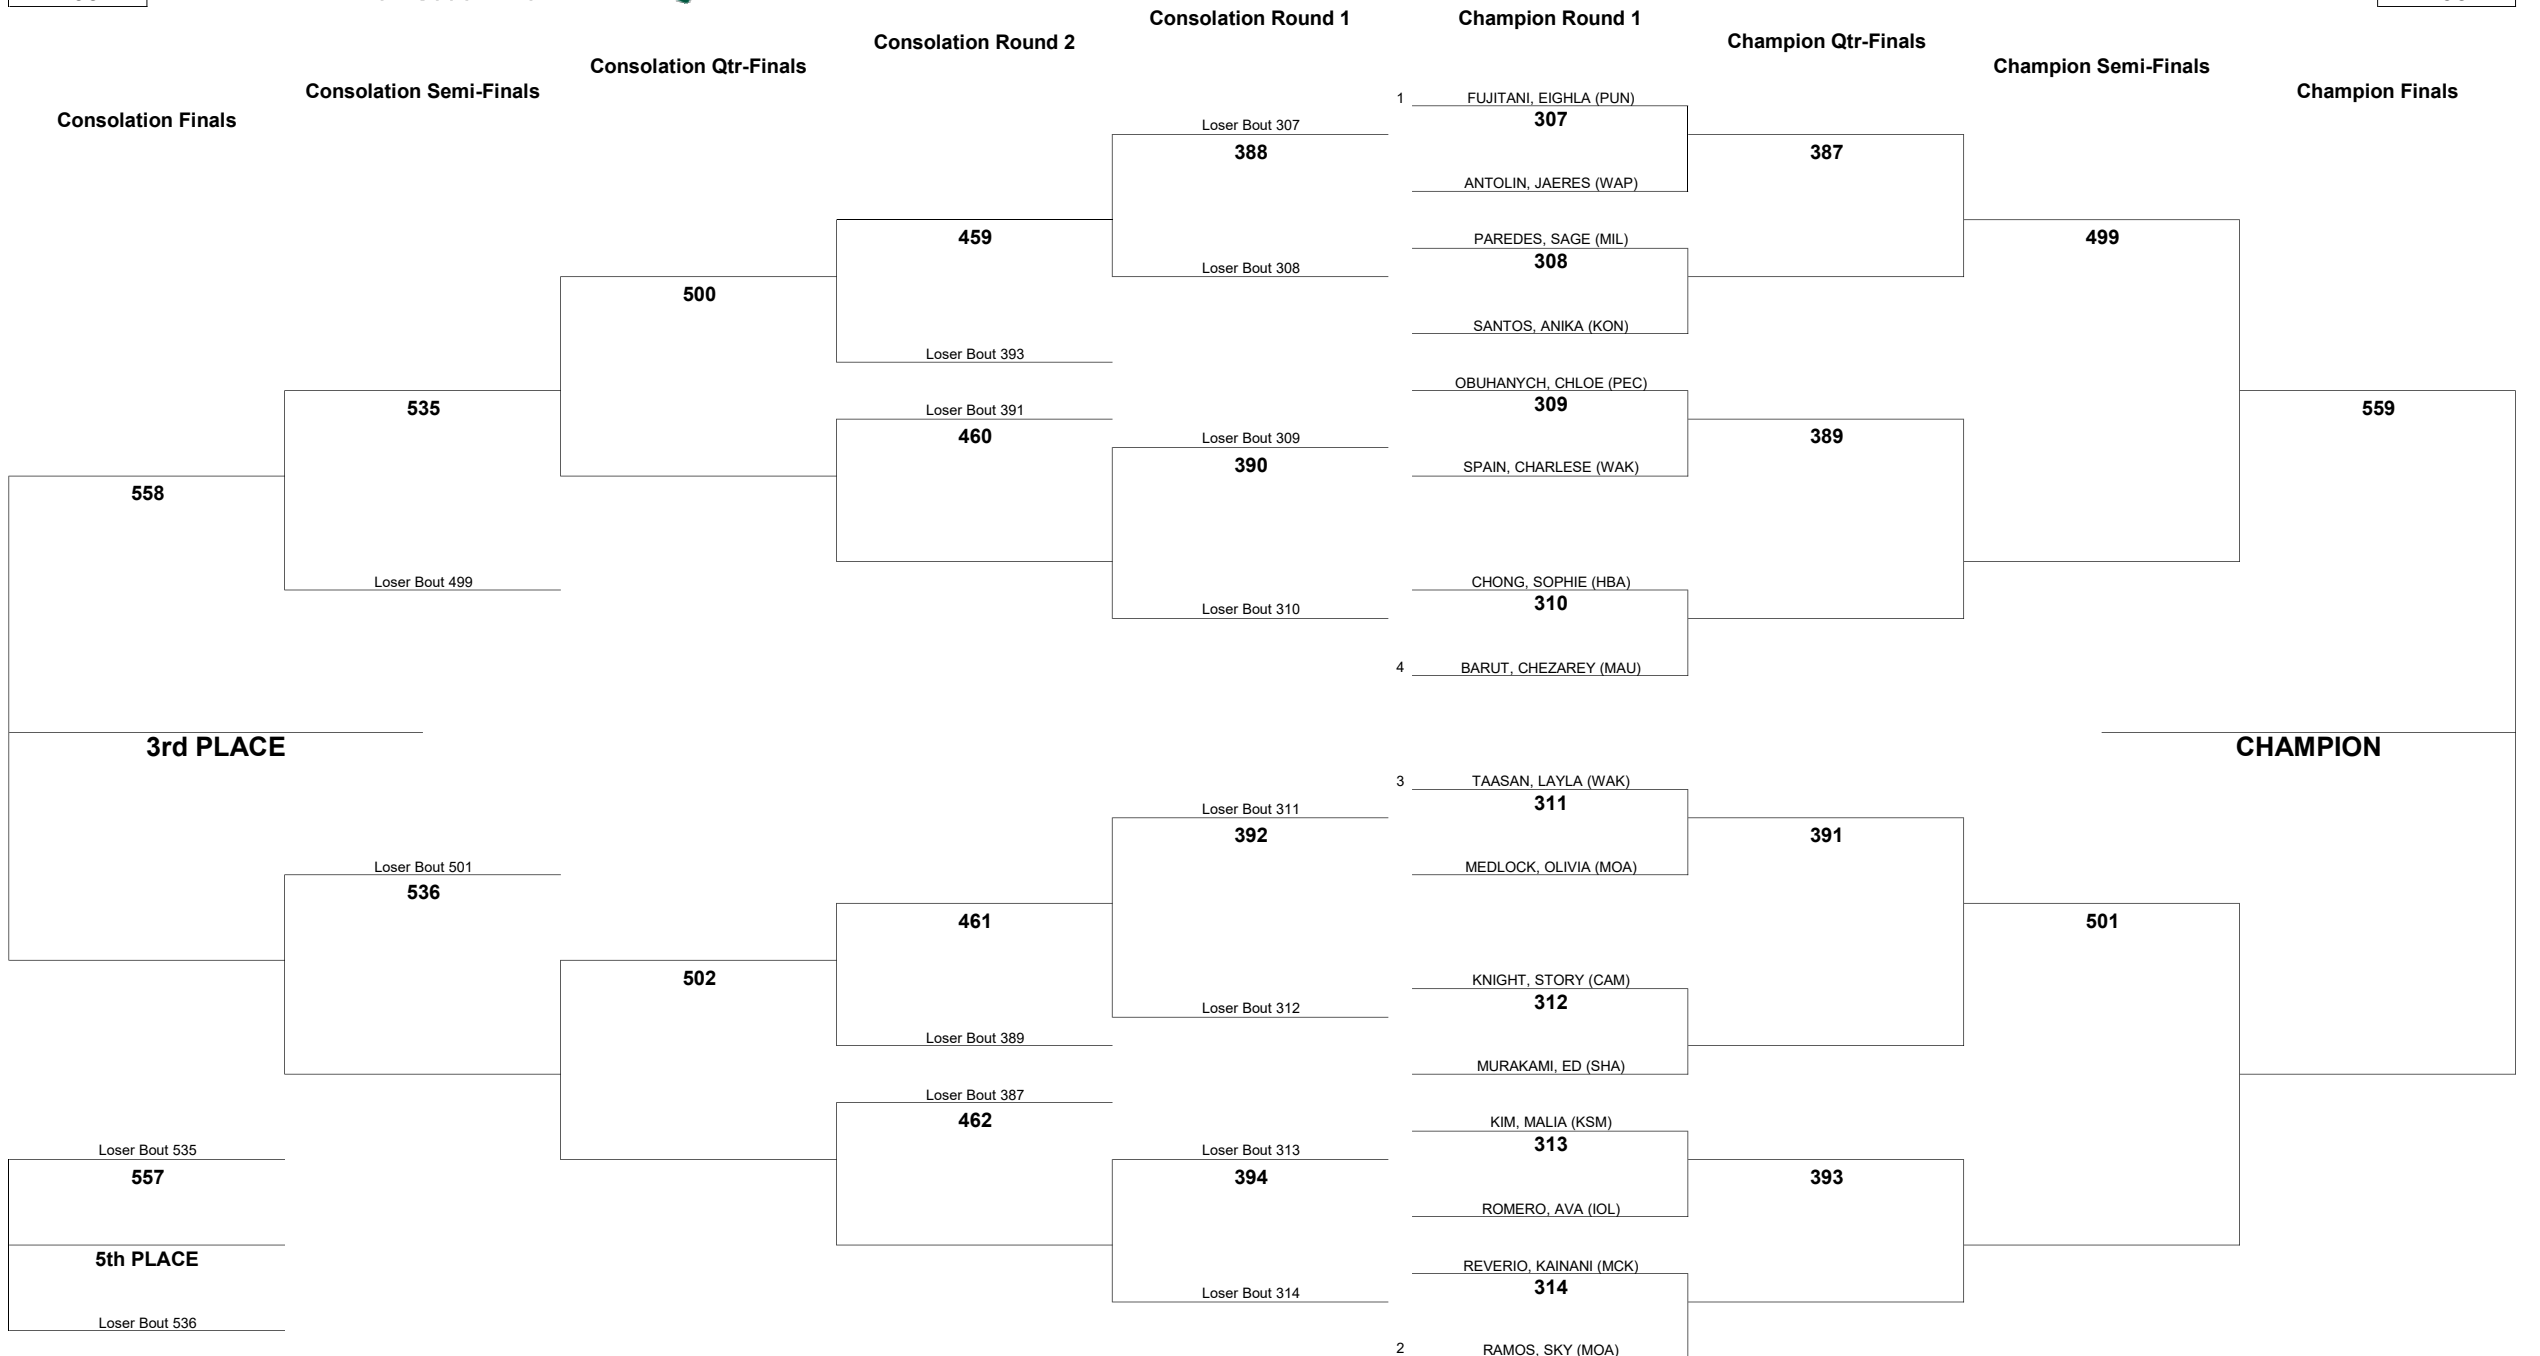 Consolation Round 1
Champion Round 1
Consolation Round 2
Champion Qtr-Finals
Consolation Qtr-Finals
Champion Semi-Finals
Consolation Semi-Finals
Champion Finals
Consolation Finals
1 FUJITANI, EIGHLA (PUN)
307
Loser Bout 307
388
387
ANTOLIN, JAERES (WAP)
459
499
PAREDES, SAGE (MIL)
308
Loser Bout 308
500
SANTOS, ANIKA (KON)
Loser Bout 393
OBUHANYCH, CHLOE (PEC)
309
535
Loser Bout 391
559
460
Loser Bout 309
389
390
SPAIN, CHARLESE (WAK)
558
Loser Bout 499
CHONG, SOPHIE (HBA)
310
Loser Bout 310
4 BARUT, CHEZAREY (MAU)
3rd PLACE
CHAMPION
3 TAASAN, LAYLA (WAK)
311
Loser Bout 311
392
391
Loser Bout 501
MEDLOCK, OLIVIA (MOA)
536
461
501
502
KNIGHT, STORY (CAM)
312
Loser Bout 312
Loser Bout 389
MURAKAMI, ED (SHA)
Loser Bout 387
462
KIM, MALIA (KSM)
313
Loser Bout 535
Loser Bout 313
557
394
393
ROMERO, AVA (IOL)
5th PLACE
REVERIO, KAINANI (MCK)
314
Loser Bout 314
Loser Bout 536
2 RAMOS, SKY (MOA)